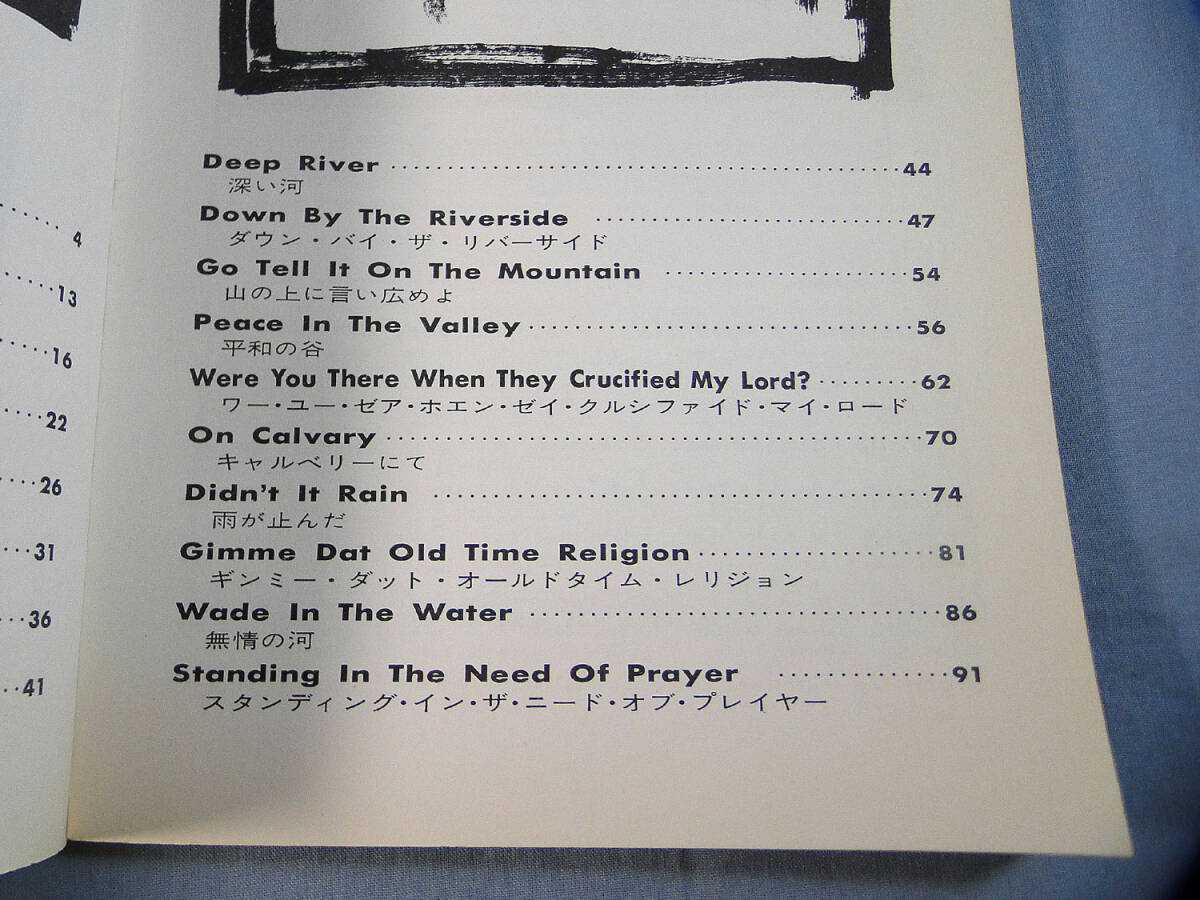 4
13
16
22
26
31
36
41
Deep River 44
深い河
Down By The Riverside 47
ダウン・バイ・ザ・リバーサイド
Go Tell It On The Mountain 54
山の上に言い広めよ
Peace In The Valley 56
平和の谷
Were You There When They Crucified My Lord? 62
ワー・ユー・ゼア・ホエン・ゼイ・クルシファイド・マイ・ロード
On Calvary 70
キャルベリーにて
Didn't It Rain 74
雨が止んだ
Gimme Dat Old Time Religion 81
ギンミー・ダット・オールドタイム・レリジョン
Wade In The Water 86
無情の河
Standing In The Need Of Prayer 91
スタンディング・イン・ザ・ニード・オブ・プレイヤー